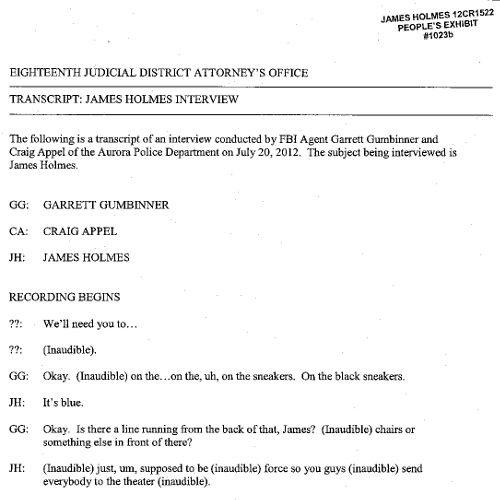 JAMES HOLMES 12CR1522
PEOPLE'S EXHIBIT
#1023b
EIGHTEENTH JUDICIAL DISTRICT ATTORNEY'S OFFICE
TRANSCRIPT: JAMES HOLMES INTERVIEW
The following is a transcript of an interview conducted by FBI Agent Garrett Gumbinner and
Craig Appel of the Aurora Police Department on July 20, 2012. The subject being interviewed is
James Holmes.
GG: GARRETT GUMBINNER
CA: CRAIG APPEL
JH: JAMES HOLMES
RECORDING BEGINS
??: We'll need you to…
??: (Inaudible).
GG: Okay. (Inaudible) on the…on the, uh, on the sneakers. On the black sneakers.
JH: It's blue.
GG: Okay. Is there a line running from the back of that, James? (Inaudible) chairs or
something else in front of there?
JH: (Inaudible) just, um, supposed to be (inaudible) force so you guys (inaudible) send
everybody to the theater (inaudible).